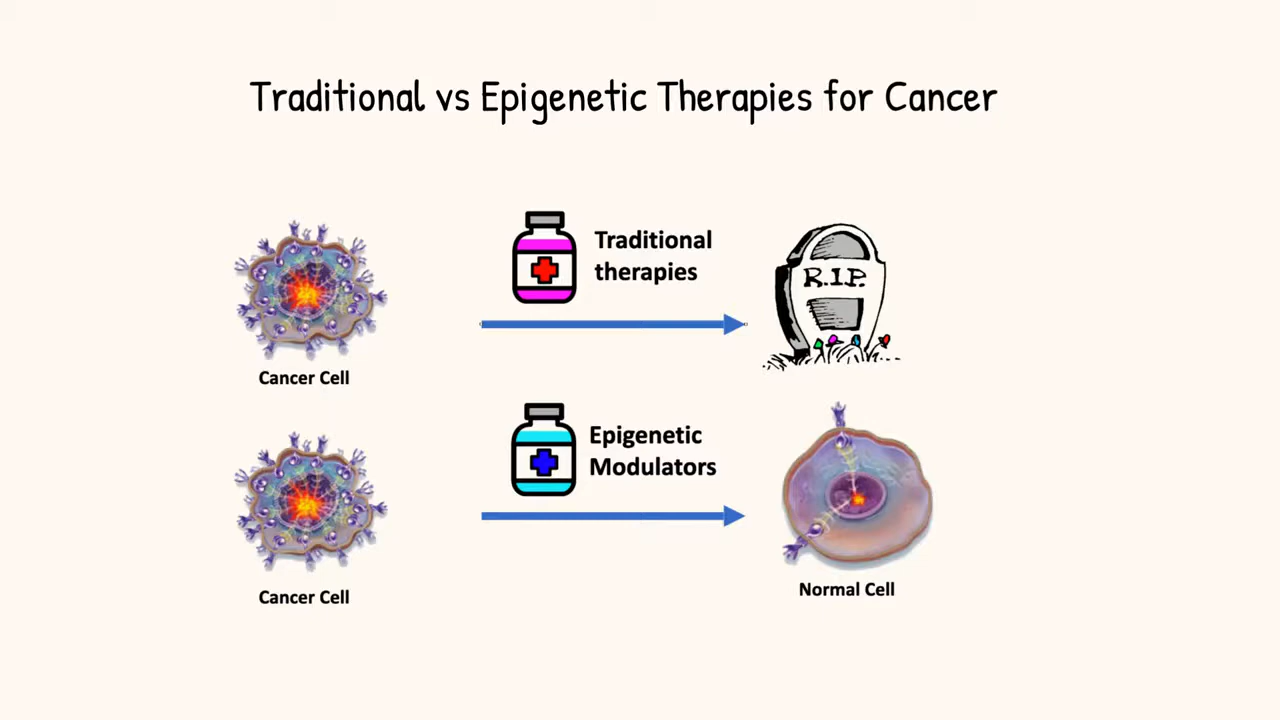 Traditional vs Epigenetic Therapies for Cancer
Traditional
therapies
R.I.P.
Cancer Cell
Epigenetic
Modulators
Cancer Cell
Normal Cell